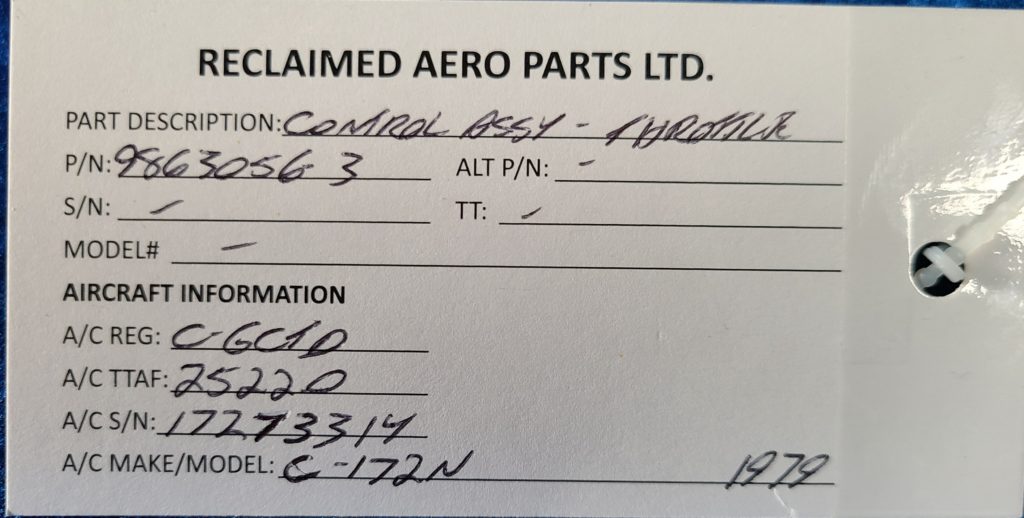 RECLAIMED AERO PARTS LTD.
PART DESCRIPTION: CONTROL ASSY - THROTTLE
P/N: 9863056-3 ALT P/N: -
S/N: - TT: -
MODEL# -
AIRCRAFT INFORMATION
A/C REG:
A/C TTAF: 25220
A/C S/N: 17273314
A/C MAKE/MODEL: C-172N 1979